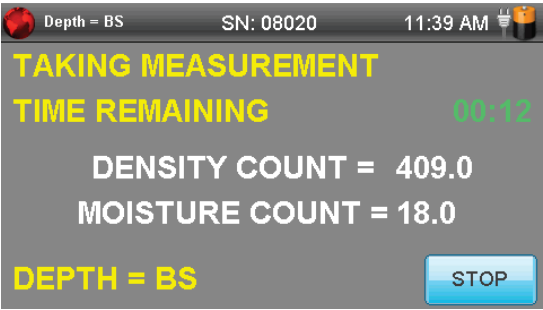 Depth = BS SN: 08020 11:39 AM
TAKING MEASUREMENT
TIME REMAINING 00:12
DENSITY COUNT = 409.0
MOISTURE COUNT = 18.0
DEPTH = BS STOP